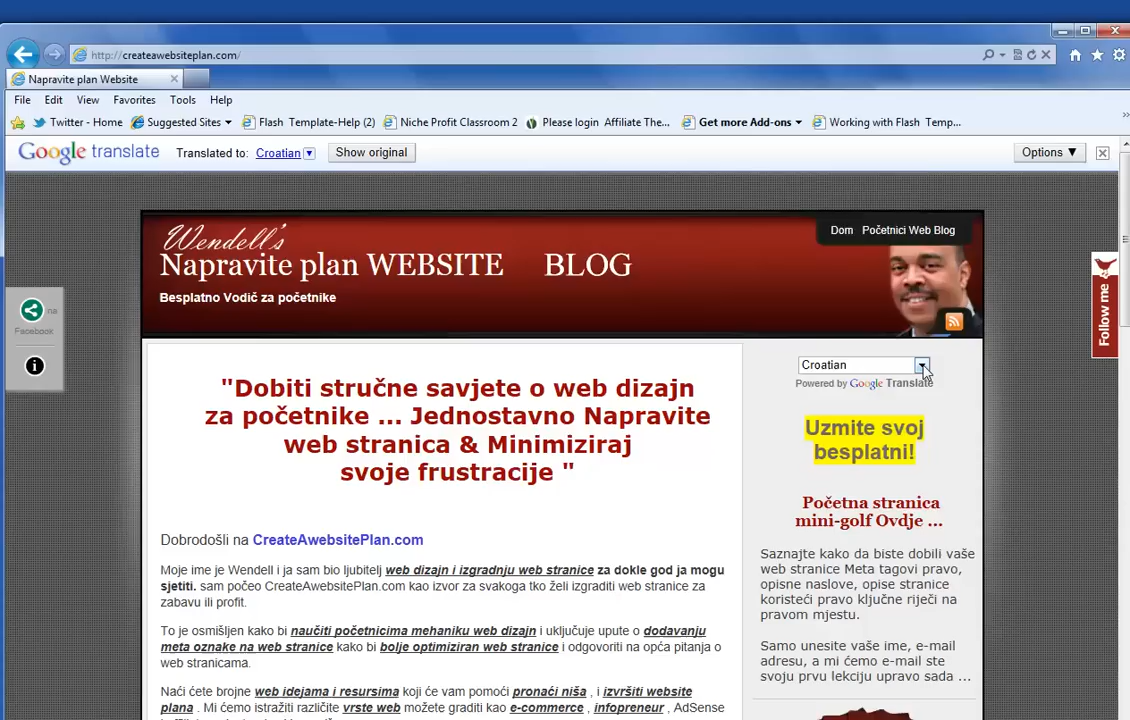 http://createawebsiteplan.com/
Napravite plan Website
File Edit View Favorites Tools Help
Twitter - Home Suggested Sites Flash Template-Help (2) Niche Profit Classroom 2 Please login Affiliate The... Get more Add-ons Working with Flash Temp...
Google translate Translated to: Croatian Show original Options
Wendell's
Dom Početnici Web Blog
Napravite plan WEBSITE BLOG
Besplatno Vodič za početnike
na
Facebook
Follow me
Croatian
Powered by Google Translate
"Dobiti stručne savjete o web dizajn
za početnike ... Jednostavno Napravite
web stranica & Minimiziraj
svoje frustracije "
Dobrodošli na CreateAwebsitePlan.com
Moje ime je Wendell i ja sam bio ljubitelj web dizajn i izgradnju web stranice za dokle god ja mogu
sjetiti. sam počeo CreateAwebsitePlan.com kao izvor za svakoga tko želi izgraditi web stranice za
zabavu ili profit.
To je osmišljen kako bi naučiti početnicima mehaniku web dizajn i uključuje upute o dodavanju
meta oznake na web stranice kako bi bolje optimiziran web stranice i odgovoriti na opća pitanja o
web stranicama.
Naći ćete brojne web idejama i resursima koji će vam pomoći pronaći niša , i izvršiti website
plana . Mi ćemo istražiti različite vrste web možete graditi kao e-commerce , infopreneur , AdSense
Uzmite svoj
besplatni!
Početna stranica
mini-golf Ovdje ...
Saznajte kako da biste dobili vaše
web stranice Meta tagovi pravo,
opisne naslove, opise stranice
koristeći pravo ključne riječi na
pravom mjestu.
Samo unesite vaše ime, e-mail
adresu, a mi ćemo e-mail ste
svoju prvu lekciju upravo sada ...